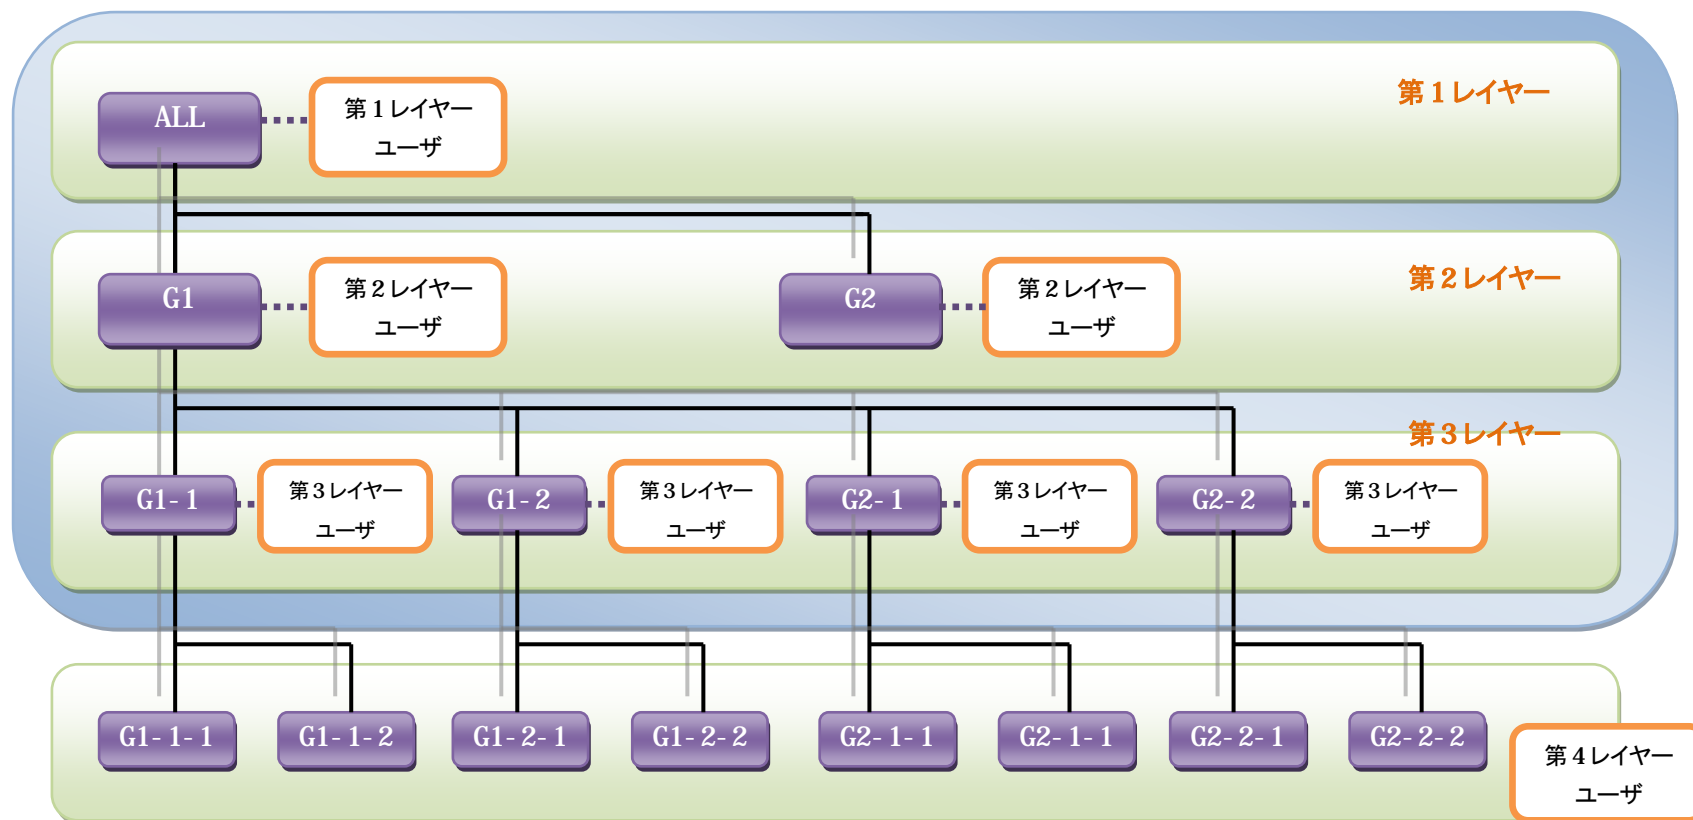 第1レイヤー
ALL
第1レイヤー
ユーザ
第2レイヤー
G1
第2レイヤー
ユーザ
G2
第2レイヤー
ユーザ
第3レイヤー
G1-1
第3レイヤー
ユーザ
G1-2
第3レイヤー
ユーザ
G2-1
第3レイヤー
ユーザ
G2-2
第3レイヤー
ユーザ
G1-1-1
G1-1-2
G1-2-1
G1-2-2
G2-1-1
G2-1-1
G2-2-1
G2-2-2
第4レイヤー
ユーザ